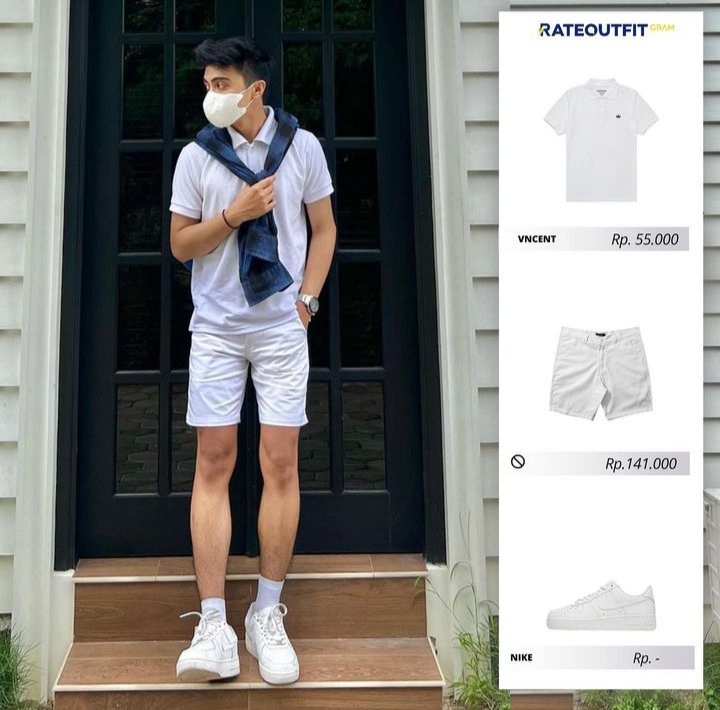 RATEOUTFIT GRAM
VNCENT Rp. 55.000
Rp.141.000
NIKE Rp. -